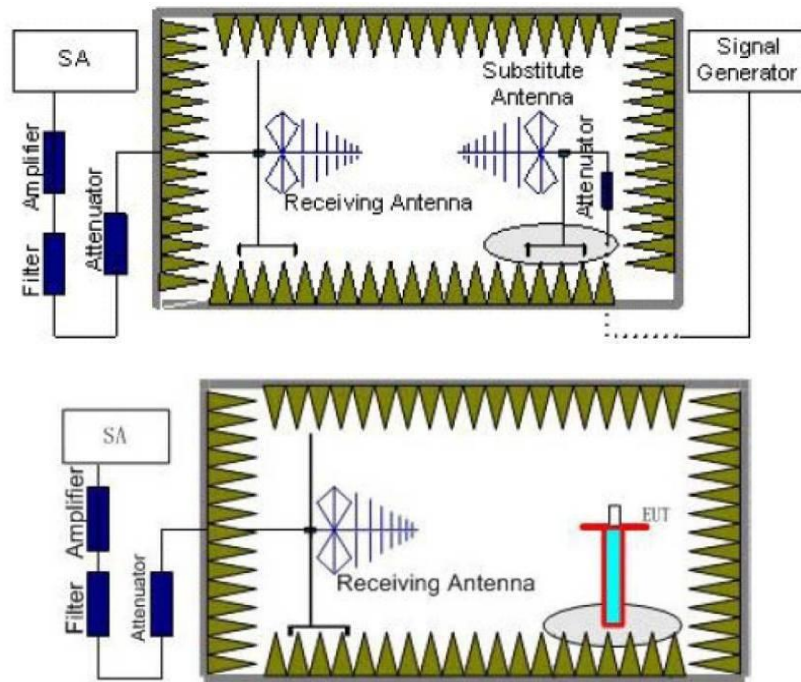 SA
Signal
Generator
Substitute
Antenna
Amplifier
Attenuator
Attenuator
Receiving Antenna
Filter
SA
Amplifier
EUT
Attenuator
Receiving Antenna
Filter